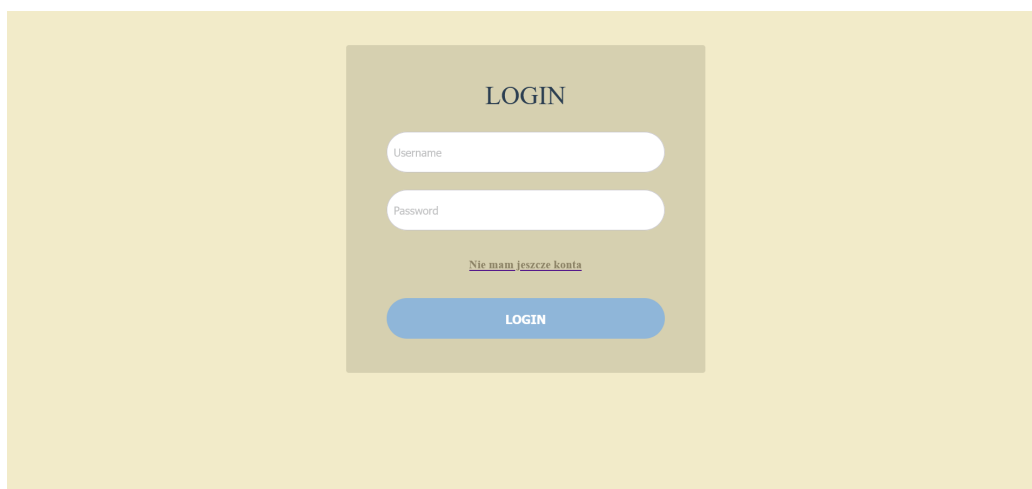 LOGIN
Username
Password
Nie mam jeszcze konta
LOGIN